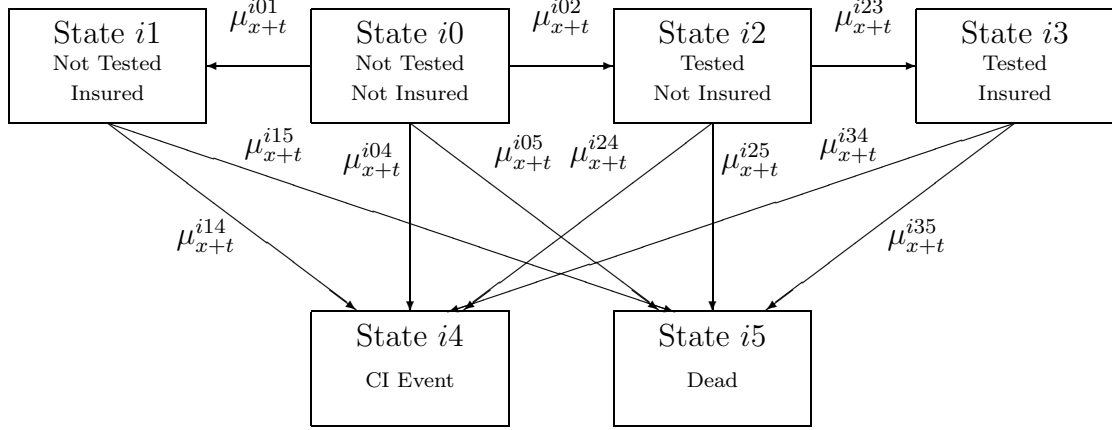 μ^{i01}_{x+t} μ^{i02}_{x+t} μ^{i23}_{x+t}
State i1 State i0 State i2 State i3
Not Tested Not Tested Tested Tested
Insured Not Insured Not Insured Insured
μ^{i15}_{x+t} μ^{i04}_{x+t} μ^{i05}_{x+t} μ^{i24}_{x+t} μ^{i25}_{x+t} μ^{i34}_{x+t}
μ^{i14}_{x+t} μ^{i35}_{x+t}
State i4 State i5
CI Event Dead